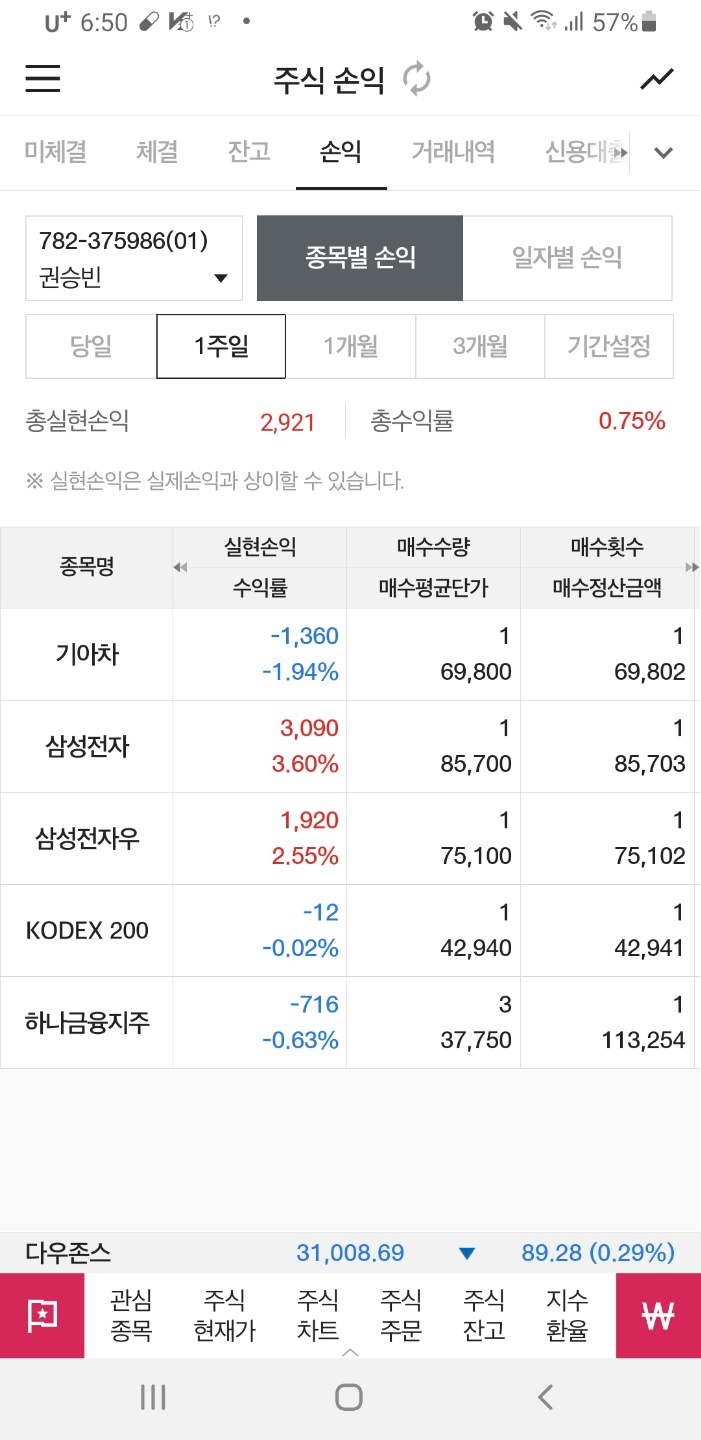 U+ 6:50 !? 57%
주식 손익
미체결 체결 잔고 손익 거래내역 신용대출
782-375986(01)
권승빈
종목별 손익 일자별 손익
당일 1주일 1개월 3개월 기간설정
총실현손익 2,921 총수익률 0.75%
※ 실현손익은 실제손익과 상이할 수 있습니다.
종목명 실현손익 매수수량 매수횟수
수익률 매수평균단가 매수정산금액
기아차 -1,360 1 1
-1.94% 69,800 69,802
삼성전자 3,090 1 1
3.60% 85,700 85,703
삼성전자우 1,920 1 1
2.55% 75,100 75,102
KODEX 200 -12 1 1
-0.02% 42,940 42,941
하나금융지주 -716 3 1
-0.63% 37,750 113,254
다우존스 31,008.69 ▼ 89.28 (0.29%)
관심 주식 주식 주식 주식 지수
종목 현재가 차트 주문 잔고 환율
₩